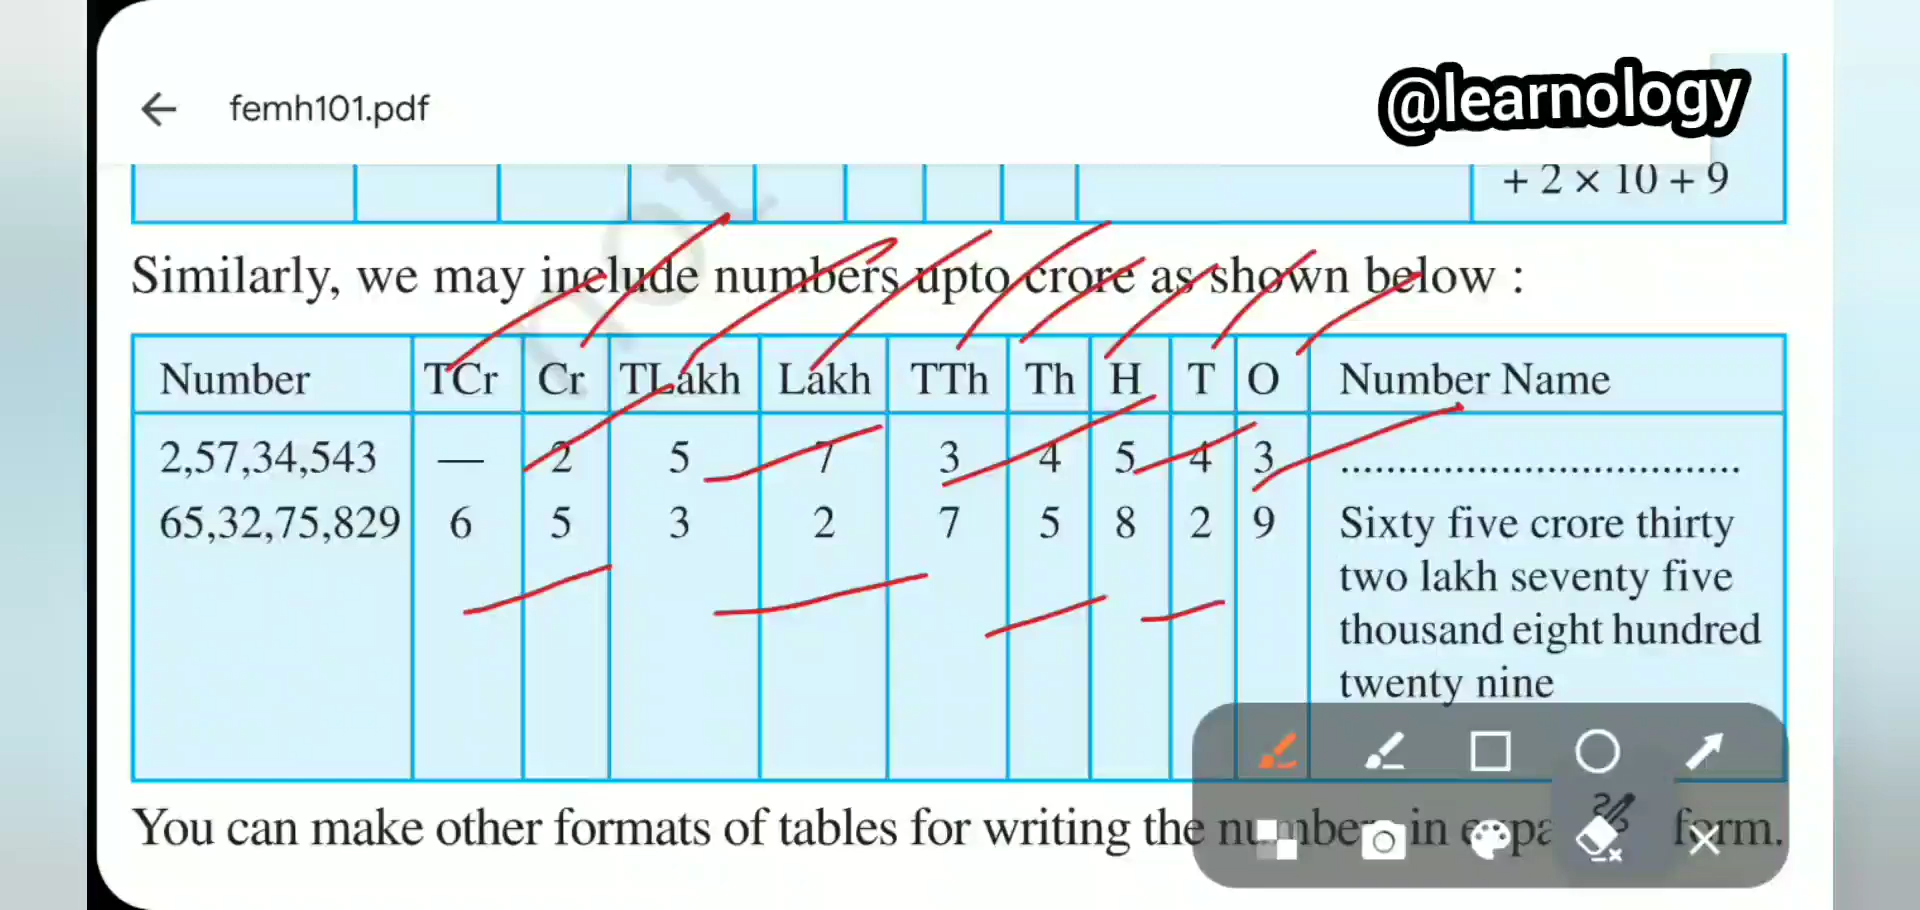 femh101.pdf
@learnology
+ 2 × 10 + 9
Similarly, we may include numbers upto crore as shown below :
Number TCr Cr TLakh Lakh TTh Th H T O Number Name
2,57,34,543 — 2 5 7 3 4 5 4 3 ......................................
65,32,75,829 6 5 3 2 7 5 8 2 9 Sixty five crore thirty
two lakh seventy five
thousand eight hundred
twenty nine
You can make other formats of tables for writing the numbers in form.